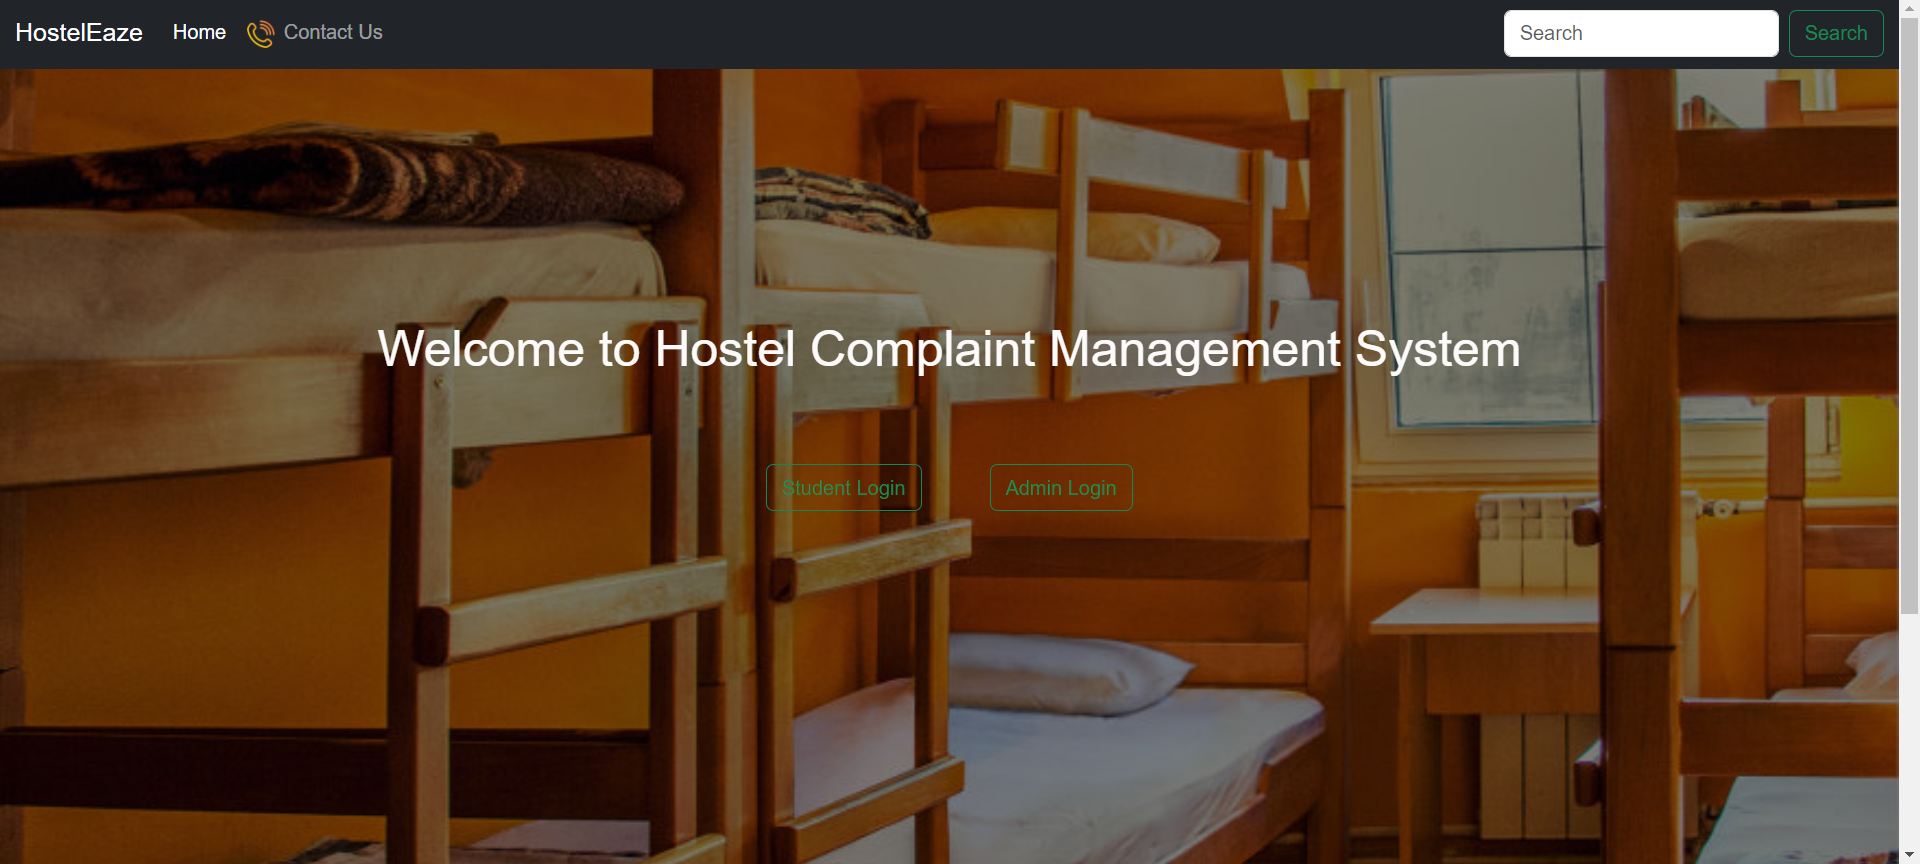 HostelEaze Home Contact Us Search Search
Welcome to Hostel Complaint Management System
Student Login Admin Login